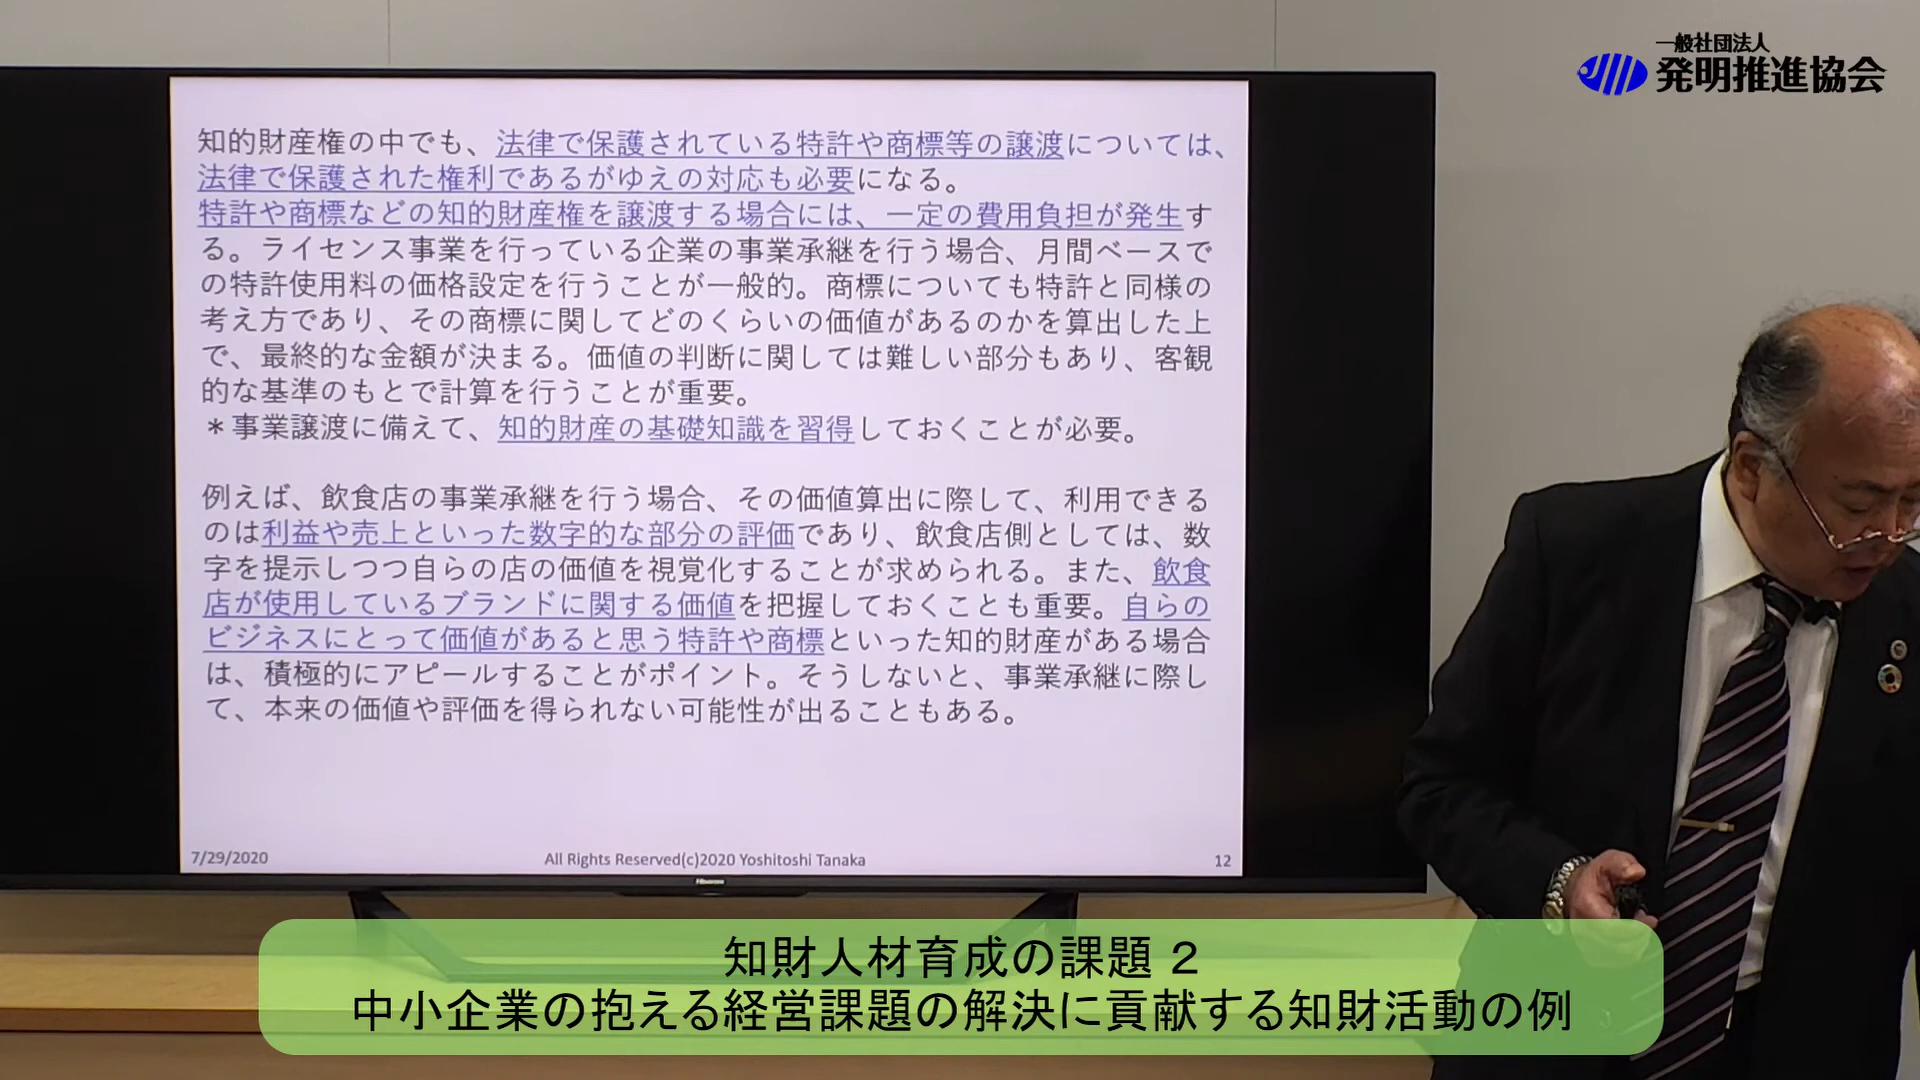 一般社団法人
発明推進協会
知的財産権の中でも、法律で保護されている特許や商標等の譲渡については、
法律で保護された権利であるがゆえの対応も必要になる。
特許や商標などの知的財産権を譲渡する場合には、一定の費用負担が発生す
る。ライセンス事業を行っている企業の事業承継を行う場合、月間ベースで
の特許使用料の価格設定を行うことが一般的。商標についても特許と同様の
考え方であり、その商標に関してどのくらいの価値があるのかを算出した上
で、最終的な金額が決まる。価値の判断に関しては難しい部分もあり、客観
的な基準のもとで計算を行うことが重要。
＊事業譲渡に備えて、知的財産の基礎知識を習得しておくことが必要。
例えば、飲食店の事業承継を行う場合、その価値算出に際して、利用できる
のは利益や売上といった数字的な部分の評価であり、飲食店側としては、数
字を提示しつつ自らの店の価値を視覚化することが求められる。また、飲食
店が使用しているブランドに関する価値を把握しておくことも重要。自らの
ビジネスにとって価値があると思う特許や商標といった知的財産がある場合
は、積極的にアピールすることがポイント。そうしないと、事業承継に際し
て、本来の価値や評価を得られない可能性が出ることもある。
7/29/2020 All Rights Reserved(c)2020 Yoshitoshi Tanaka 12
Hisense
知財人材育成の課題 2
中小企業の抱える経営課題の解決に貢献する知財活動の例